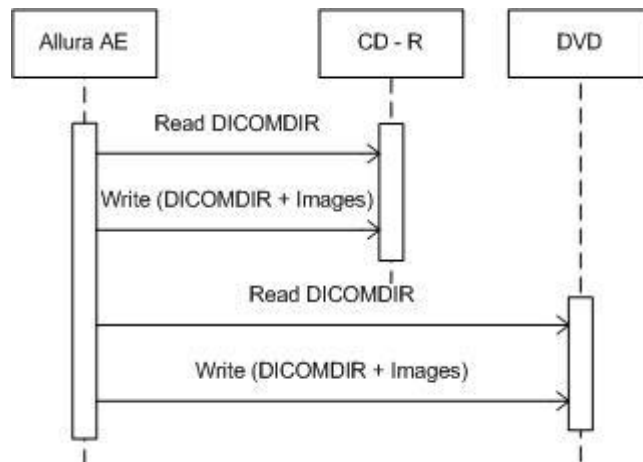 Allura AE
CD - R
DVD
Read DICOMDIR
Write (DICOMDIR + Images)
Read DICOMDIR
Write (DICOMDIR + Images)